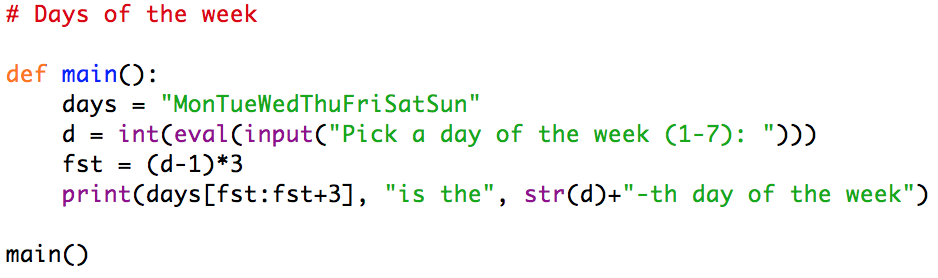 # Days of the week
def main():
    days = "MonTueWedThuFriSatSun"
    d = int(eval(input("Pick a day of the week (1-7): ")))
    fst = (d-1)*3
    print(days[fst:fst+3], "is the", str(d)+"-th day of the week")
main()